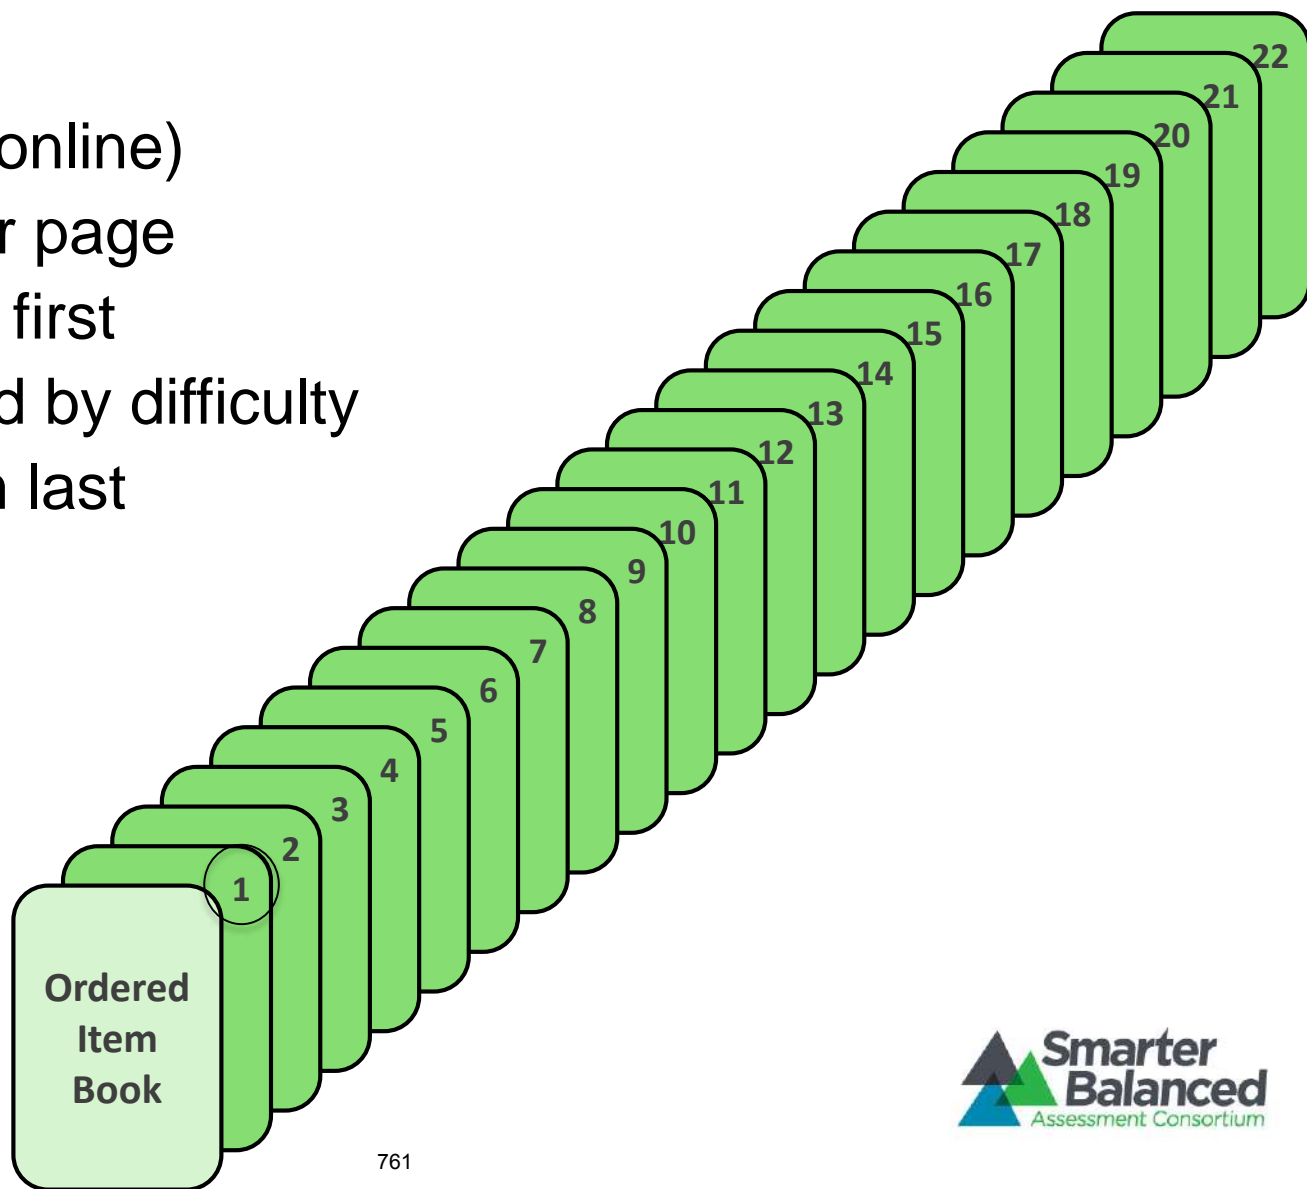 online)
r page
first
d by difficulty
n last
22
21
20
19
18
17
16
15
14
13
12
11
10
9
8
7
6
5
4
3
2
1
Ordered
Item
Book
Smarter
Balanced
Assessment Consortium
761